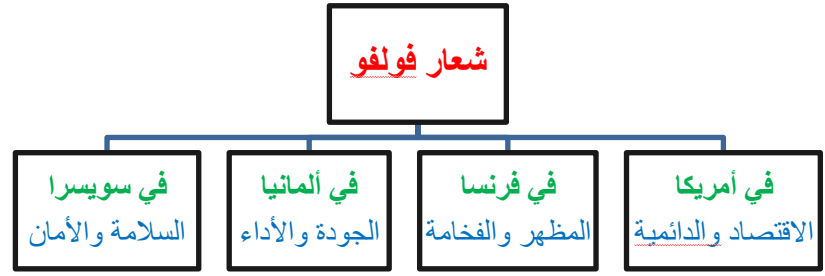 شعار فولفو
في أمريكا
الاقتصاد والدائمية
في فرنسا
المظهر والفخامة
في ألمانيا
الجودة والأداء
في سويسرا
السلامة والأمان